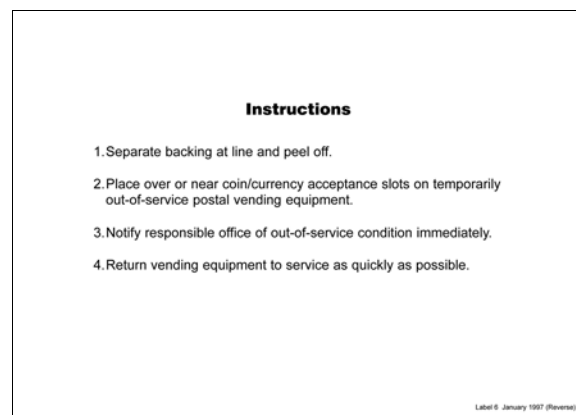 Instructions
1. Separate backing at line and peel off.
2. Place over or near coin/currency acceptance slots on temporarily
out-of-service postal vending equipment.
3. Notify responsible office of out-of-service condition immediately.
4. Return vending equipment to service as quickly as possible.
Label 6 January 1997 (Reverse)